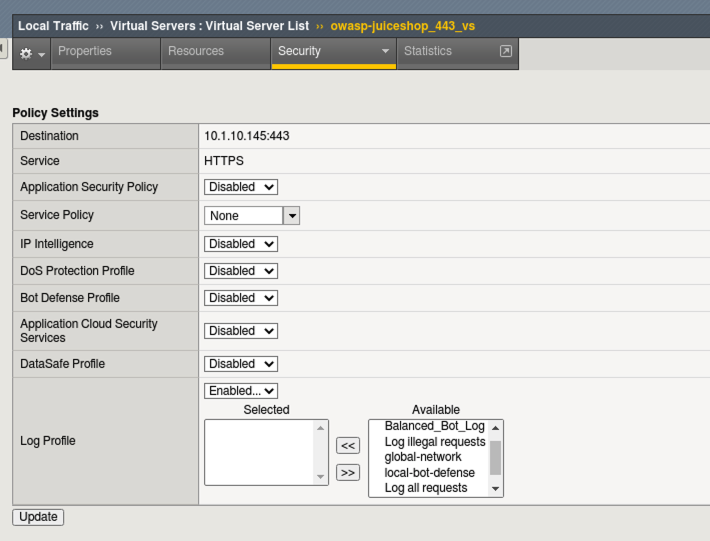 Local Traffic ›› Virtual Servers : Virtual Server List ›› owasp-juiceshop_443_vs
Properties Resources Security Statistics
Policy Settings
Destination 10.1.10.145:443
Service HTTPS
Application Security Policy Disabled
Service Policy None
IP Intelligence Disabled
DoS Protection Profile Disabled
Bot Defense Profile Disabled
Application Cloud Security
Services Disabled
DataSafe Profile Disabled
Log Profile Enabled...
Selected Available
Balanced_Bot_Log
Log illegal requests
<< global-network
>> local-bot-defense
Log all requests
Update